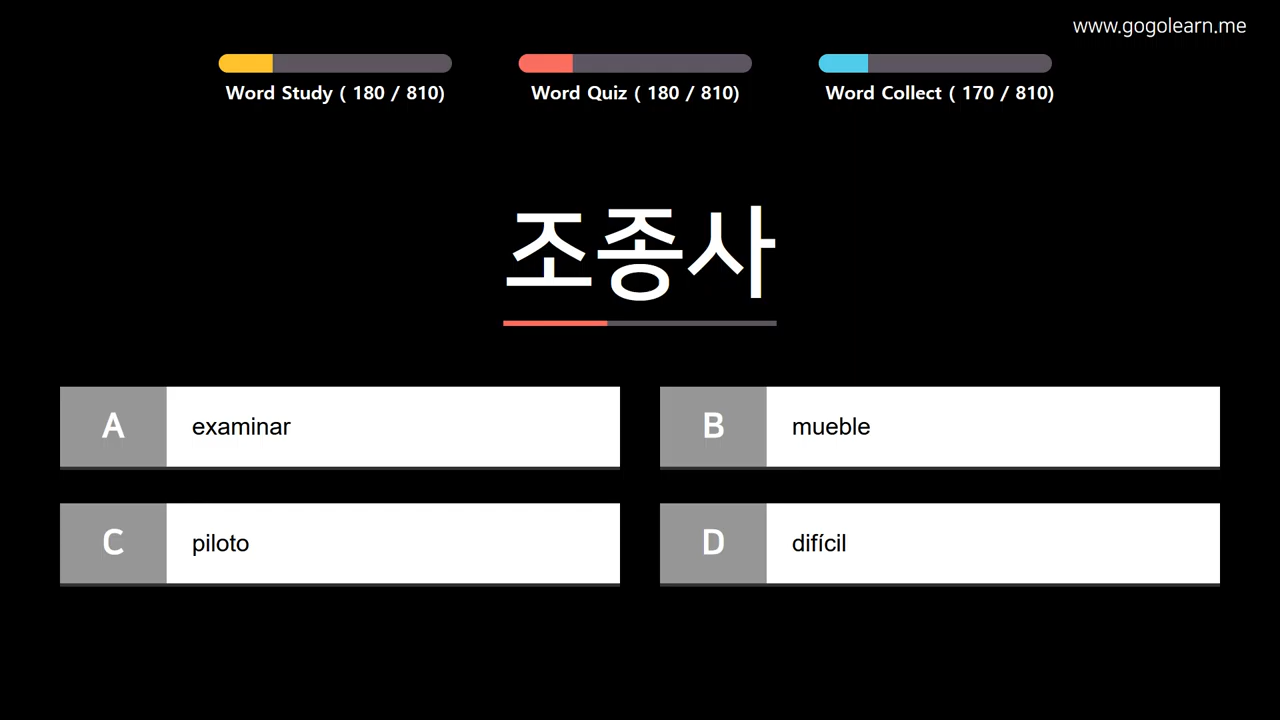 www.gogolearn.me
Word Study ( 180 / 810)
Word Quiz ( 180 / 810)
Word Collect ( 170 / 810)
조종사
A examinar
B mueble
C piloto
D difícil